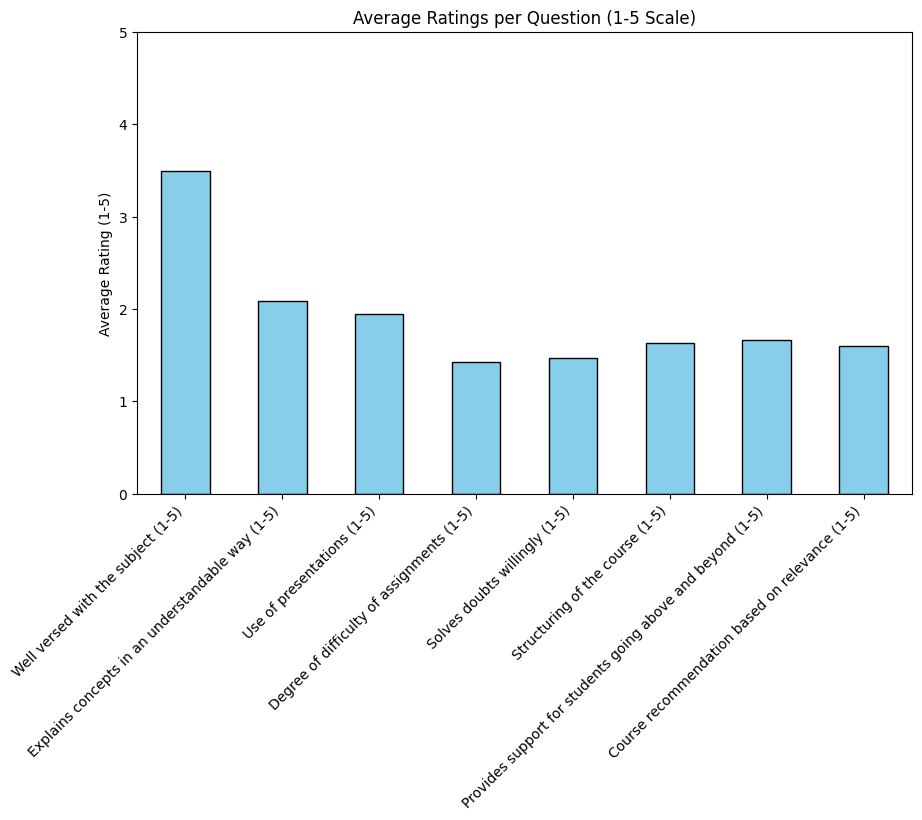 Average Ratings per Question (1-5 Scale)
Average Rating (1-5)
5
4
3
2
1
0
Well versed with the subject (1-5)
Explains concepts in an understandable way (1-5)
Use of presentations (1-5)
Degree of difficulty of assignments (1-5)
Solves doubts willingly (1-5)
Structuring of the course (1-5)
Provides support for students going above and beyond (1-5)
Course recommendation based on relevance (1-5)